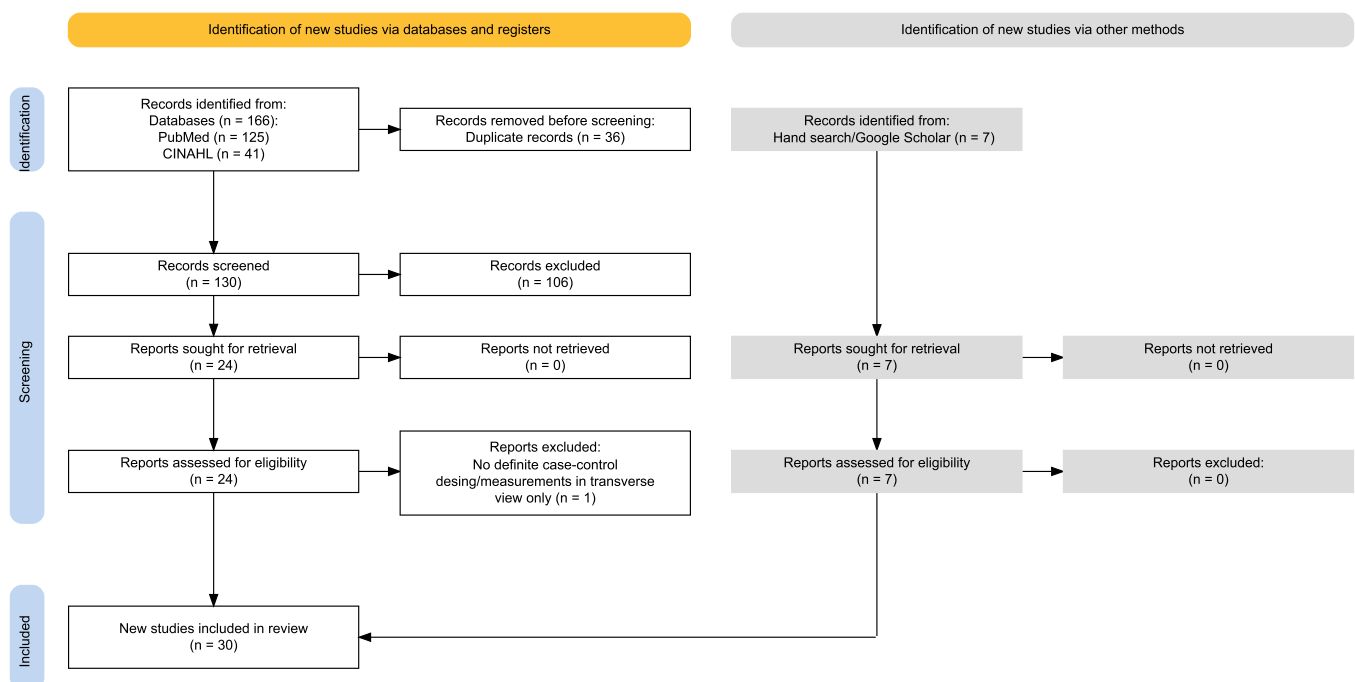 Identification of new studies via databases and registers
Identification of new studies via other methods
Identification
Records identified from:
Databases (n = 166):
PubMed (n = 125)
CINAHL (n = 41)
Records removed before screening:
Duplicate records (n = 36)
Records identified from:
Hand search/Google Scholar (n = 7)
Screening
Records screened
(n = 130)
Records excluded
(n = 106)
Reports sought for retrieval
(n = 24)
Reports not retrieved
(n = 0)
Reports sought for retrieval
(n = 7)
Reports not retrieved
(n = 0)
Reports assessed for eligibility
(n = 24)
Reports excluded:
No definite case-control
desing/measurements in transverse
view only (n = 1)
Reports assessed for eligibility
(n = 7)
Reports excluded:
(n = 0)
Included
New studies included in review
(n = 30)